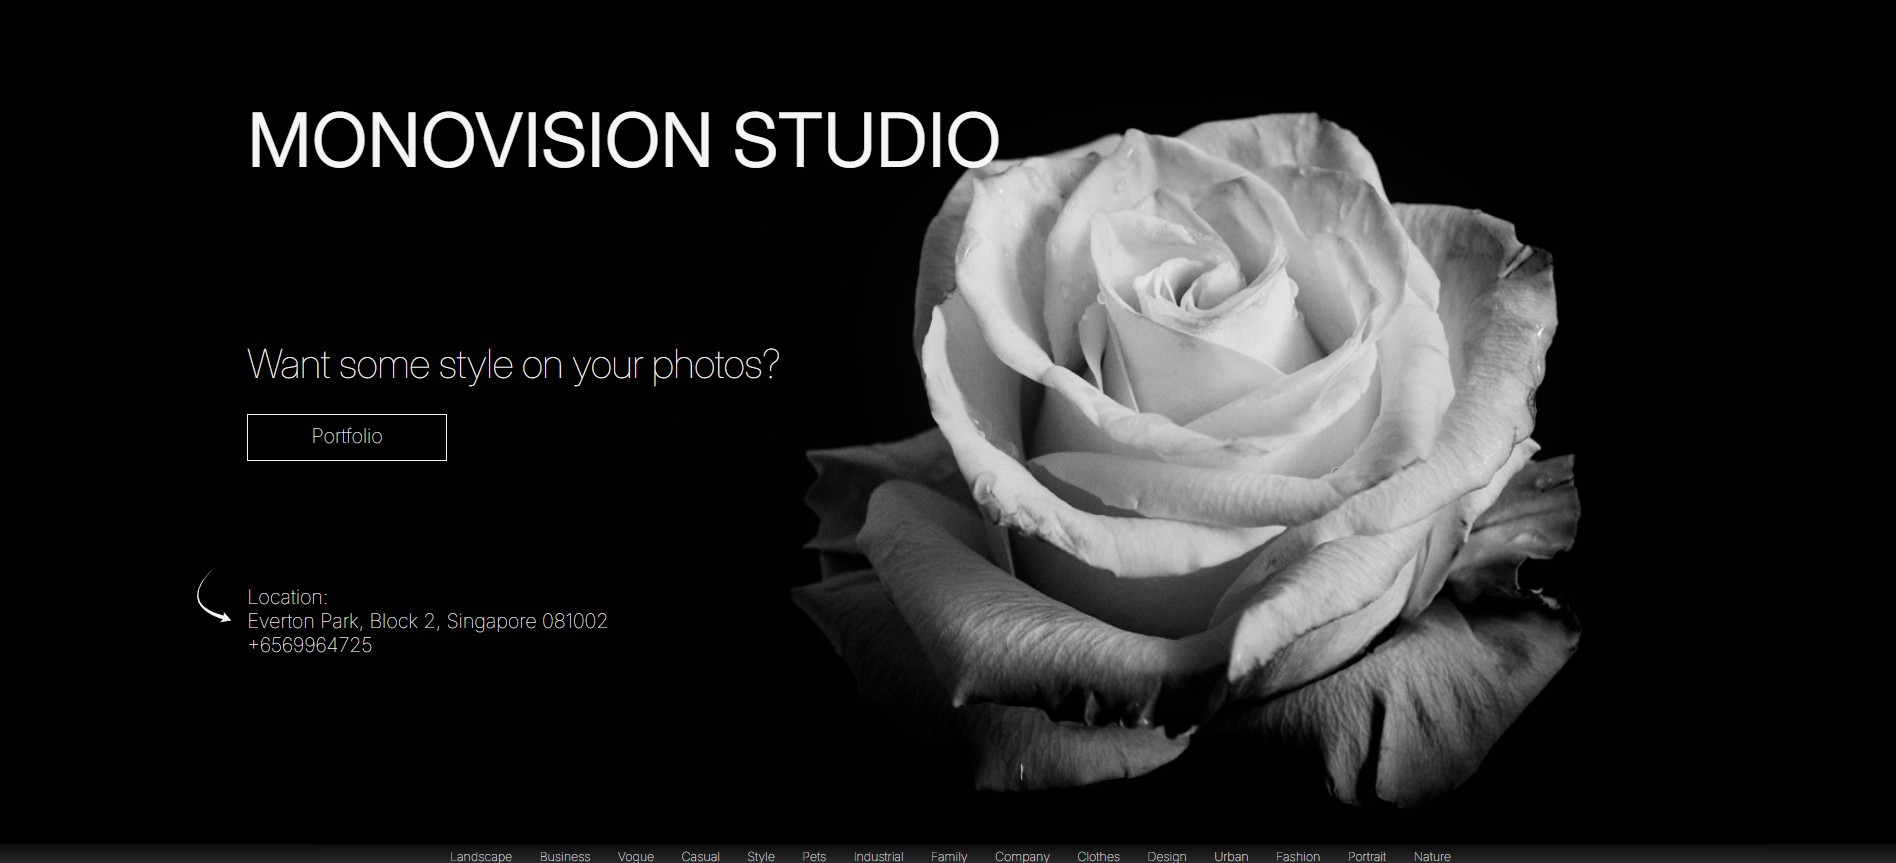 MONOVISION STUDIO
Want some style on your photos?
Portfolio
Location:
Everton Park, Block 2, Singapore 081002
+6569964725
Landscape Business Vogue Casual Style Pets Industrial Family Company Clothes Design Urban Fashion Portrait Nature